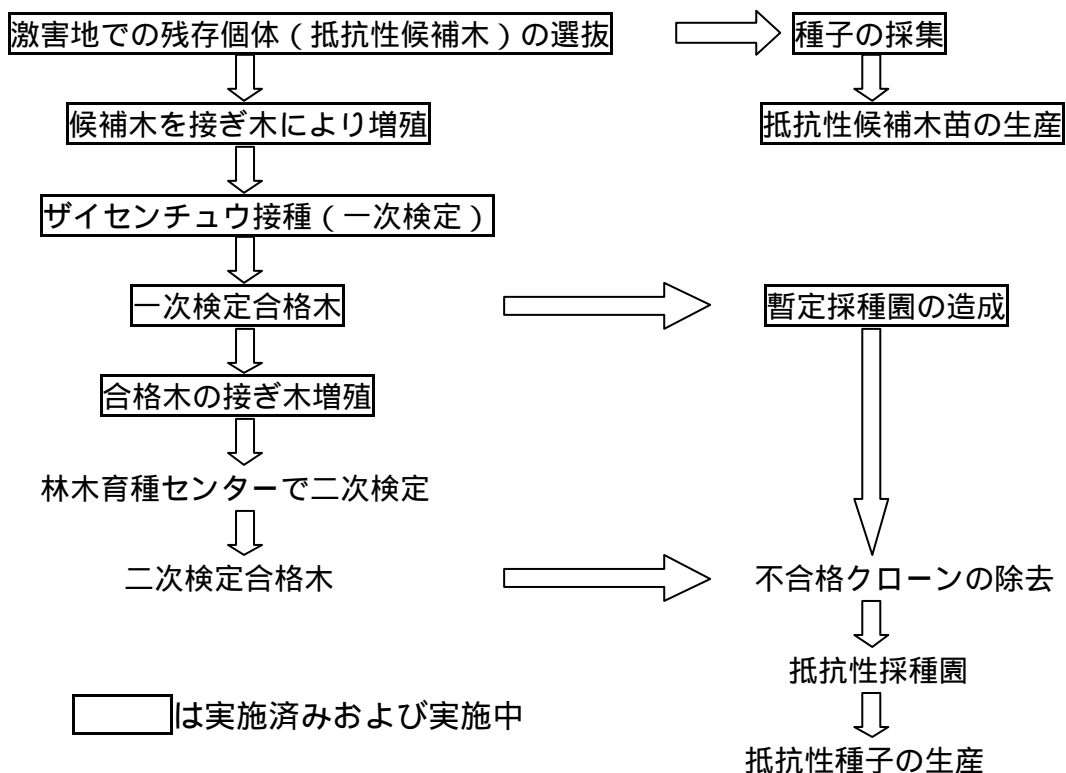 激害地での残存個体（抵抗性候補木）の選抜
種子の採集
候補木を接ぎ木により増殖
抵抗性候補木苗の生産
ザイセンチュウ接種（一次検定）
一次検定合格木
暫定採種園の造成
合格木の接ぎ木増殖
林木育種センターで二次検定
二次検定合格木
不合格クローンの除去
抵抗性採種園
は実施済みおよび実施中
抵抗性種子の生産